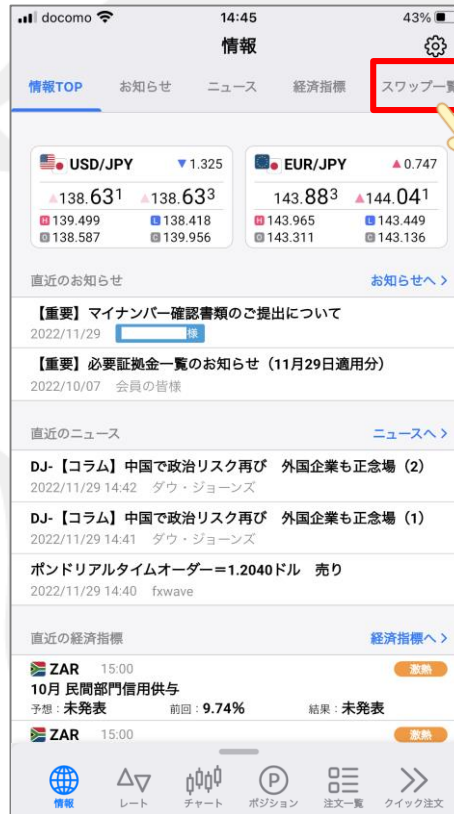 docomo 14:45 43%
情報
情報TOP お知らせ ニュース 経済指標 スワップ一覧
USD/JPY ▼1.325 EUR/JPY ▲0.747
▲138.631 ▲138.633 143.883 ▲144.041
H 139.499 L 138.418 H 143.965 L 143.449
O 138.587 C 139.956 O 143.311 C 143.136
直近のお知らせ お知らせへ >
【重要】マイナンバー確認書類のご提出について
2022/11/29 様
【重要】必要証拠金一覧のお知らせ（11月29日適用分）
2022/10/07 会員の皆様
直近のニュース ニュースへ >
DJ-【コラム】中国で政治リスク再び 外国企業も正念場（2）
2022/11/29 14:42 ダウ・ジョーンズ
DJ-【コラム】中国で政治リスク再び 外国企業も正念場（1）
2022/11/29 14:41 ダウ・ジョーンズ
ポンドリアルタイムオーダー＝1.2040ドル 売り
2022/11/29 14:40 fxwave
直近の経済指標 経済指標へ >
ZAR 15:00 激熱
10月 民間部門信用供与
予想：未発表 前回：9.74% 結果：未発表
ZAR 15:00 激熱
情報 レート チャート ポジション 注文一覧 クイック注文